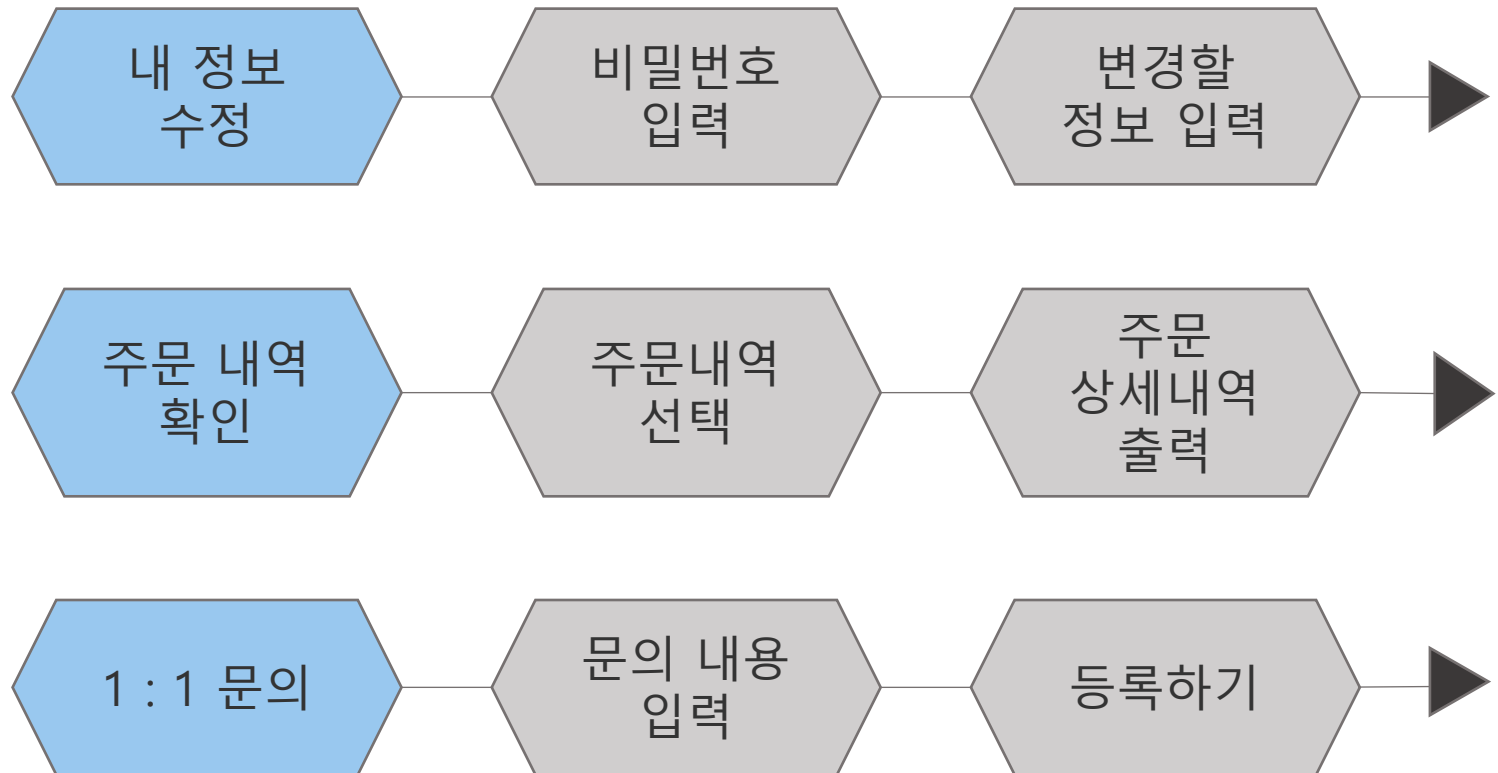 내 정보
수정
비밀번호
입력
변경할
정보 입력
주문 내역
확인
주문내역
선택
주문
상세내역
출력
1 : 1 문의
문의 내용
입력
등록하기